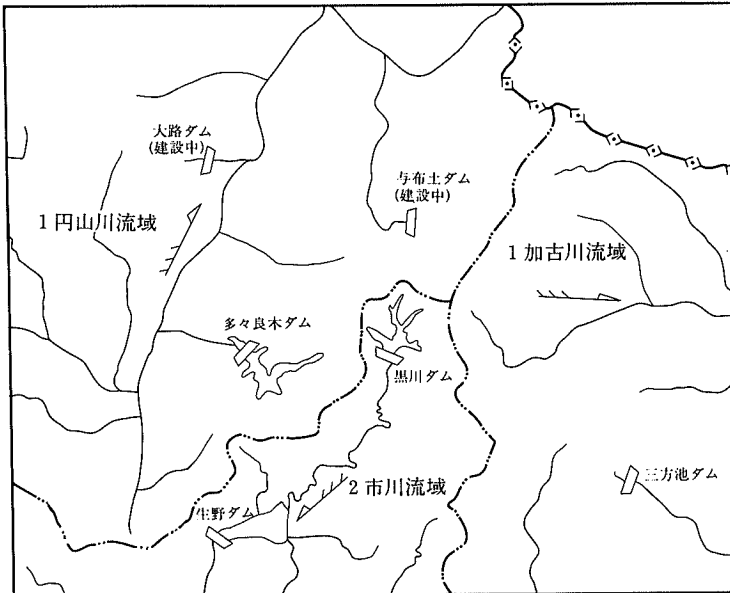 大路ダム
(建設中)
与布土ダム
(建設中)
1円山川流域
1加古川流域
多々良木ダム
黒川ダム
三方池ダム
2市川流域
生野ダム